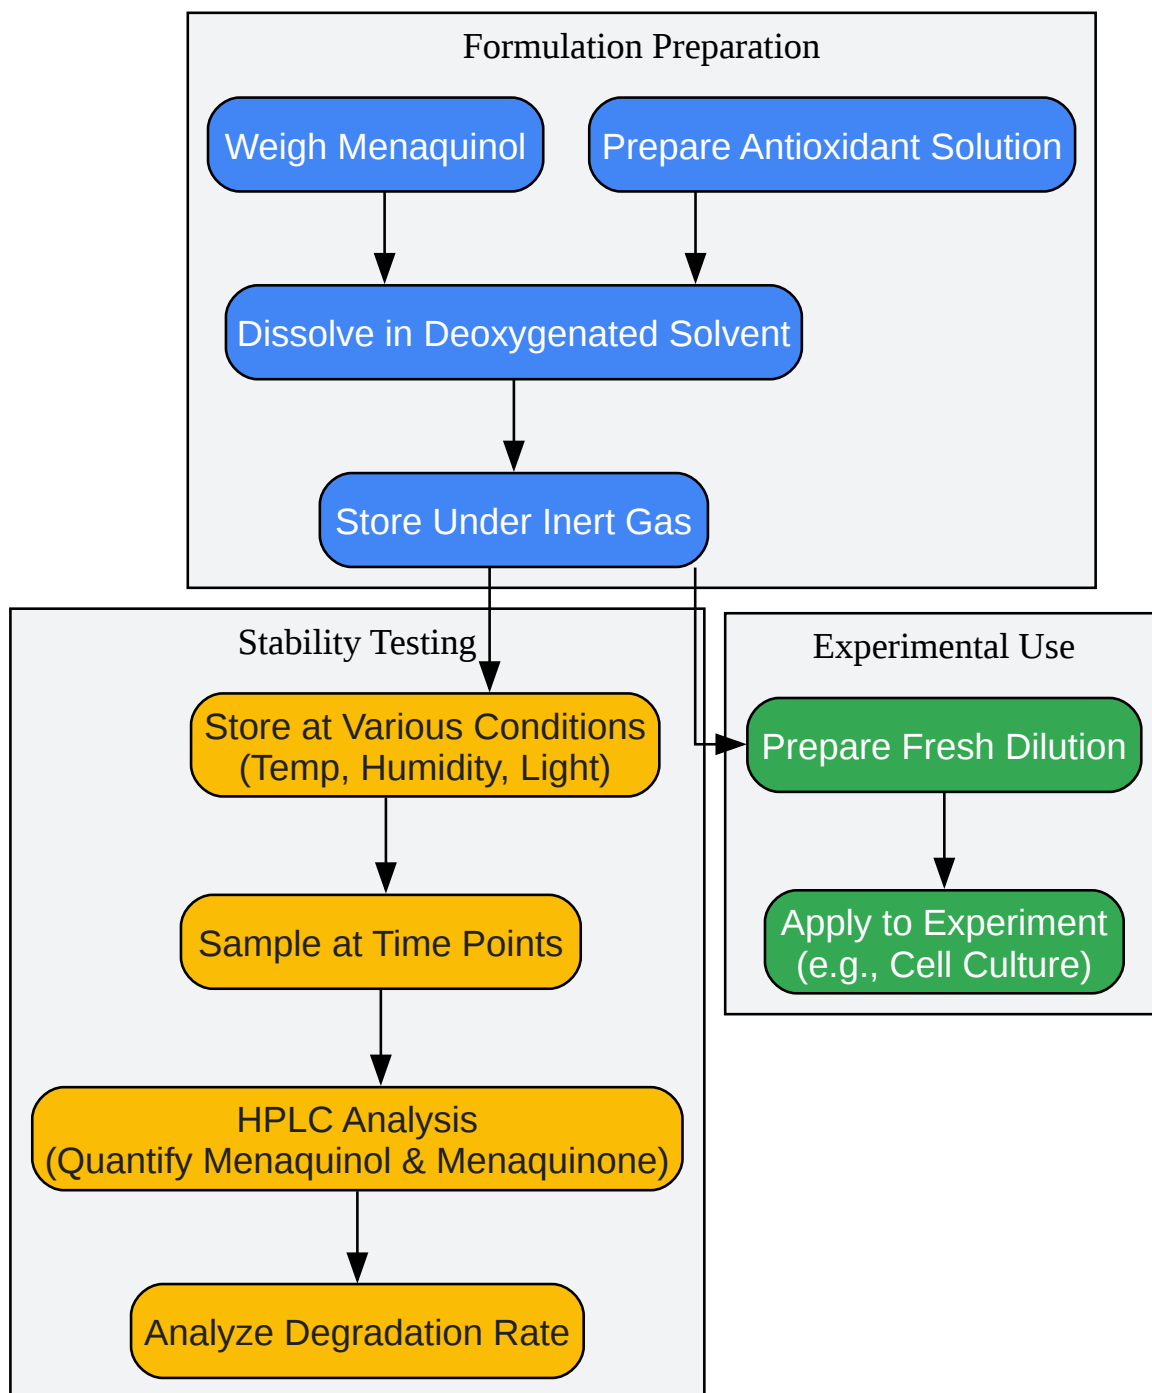 Formulation Preparation
Weigh Menaquinol
Prepare Antioxidant Solution
Dissolve in Deoxygenated Solvent
Store Under Inert Gas
Stability Testing
Store at Various Conditions
(Temp, Humidity, Light)
Sample at Time Points
HPLC Analysis
(Quantify Menaquinol & Menaquinone)
Analyze Degradation Rate
Experimental Use
Prepare Fresh Dilution
Apply to Experiment
(e.g., Cell Culture)